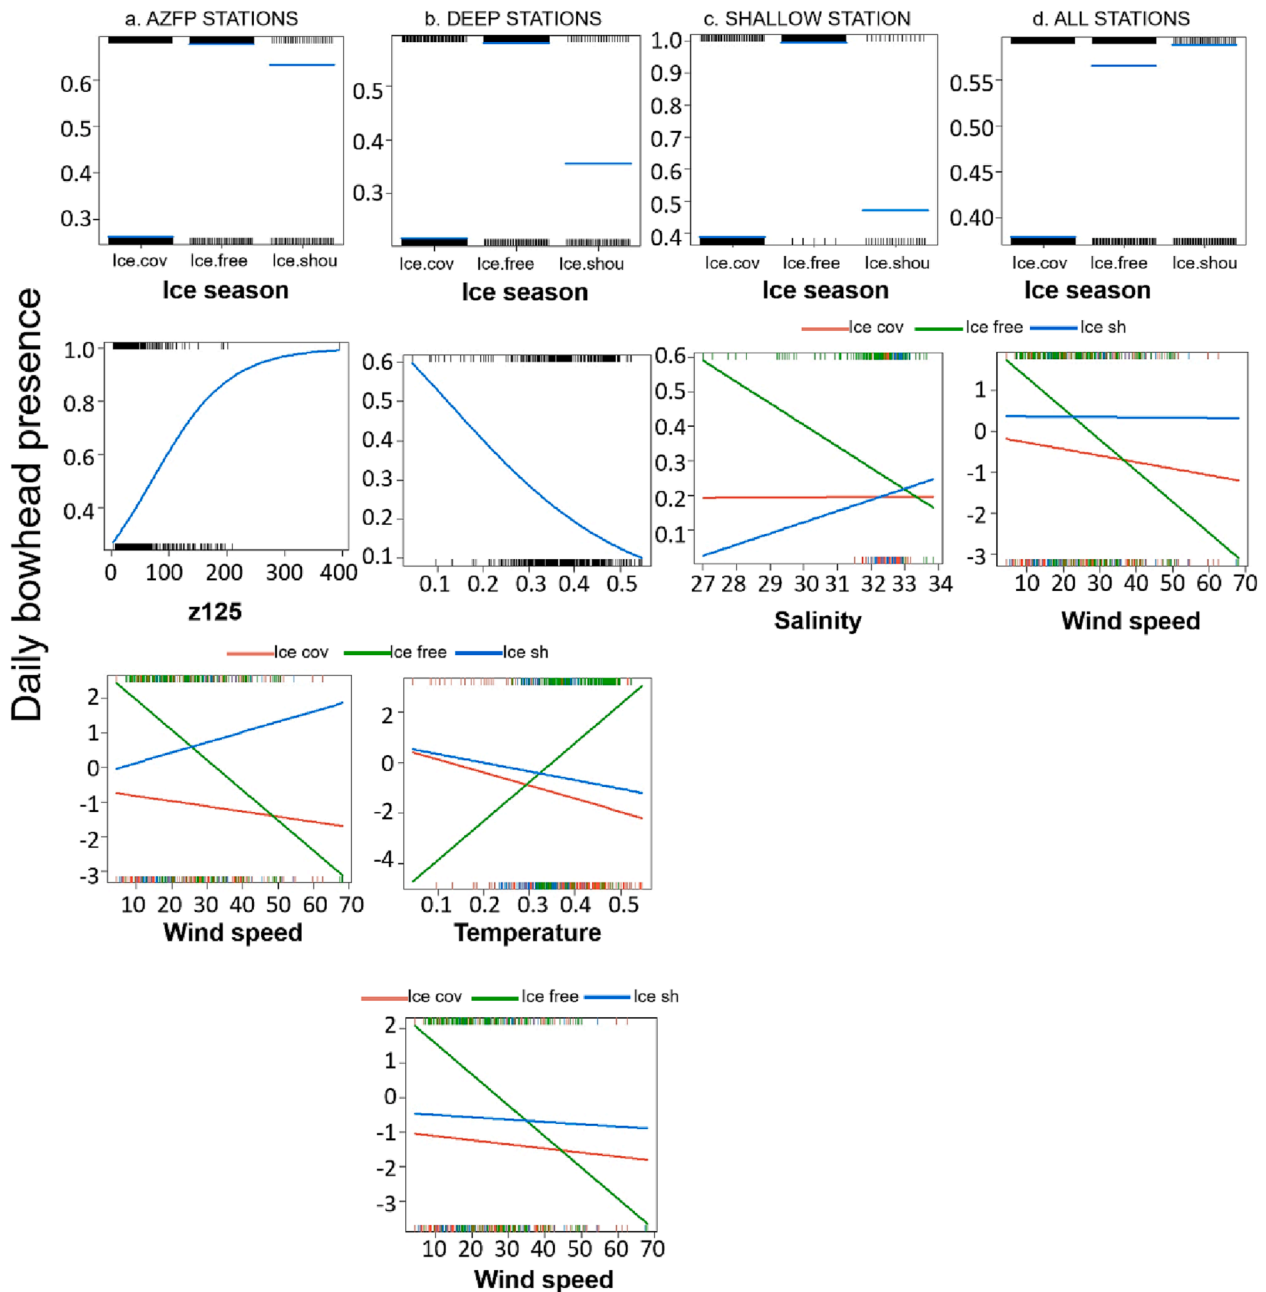 a. AZFP STATIONS
b. DEEP STATIONS
c. SHALLOW STATION
d. ALL STATIONS
0.6
0.5
0.4
0.3
Ice.cov Ice.free Ice.shou
Ice season
0.5
0.4
0.3
Ice.cov Ice.free Ice.shou
Ice season
1.0
0.9
0.8
0.7
0.6
0.5
0.4
Ice.cov Ice.free Ice.shou
Ice season
0.55
0.50
0.45
0.40
Ice.cov Ice.free Ice.shou
Ice season
Daily bowhead presence
1.0
0.8
0.6
0.4
0 100 200 300 400
z125
0.6
0.5
0.4
0.3
0.2
0.1
0.1 0.2 0.3 0.4 0.5
Ice cov Ice free Ice sh
0.6
0.5
0.4
0.3
0.2
0.1
27 28 29 30 31 32 33 34
Salinity
1
0
-1
-2
-3
10 20 30 40 50 60 70
Wind speed
Ice cov Ice free Ice sh
2
1
0
-1
-2
-3
10 20 30 40 50 60 70
Wind speed
2
0
-2
-4
0.1 0.2 0.3 0.4 0.5
Temperature
Ice cov Ice free Ice sh
2
1
0
-1
-2
-3
10 20 30 40 50 60 70
Wind speed